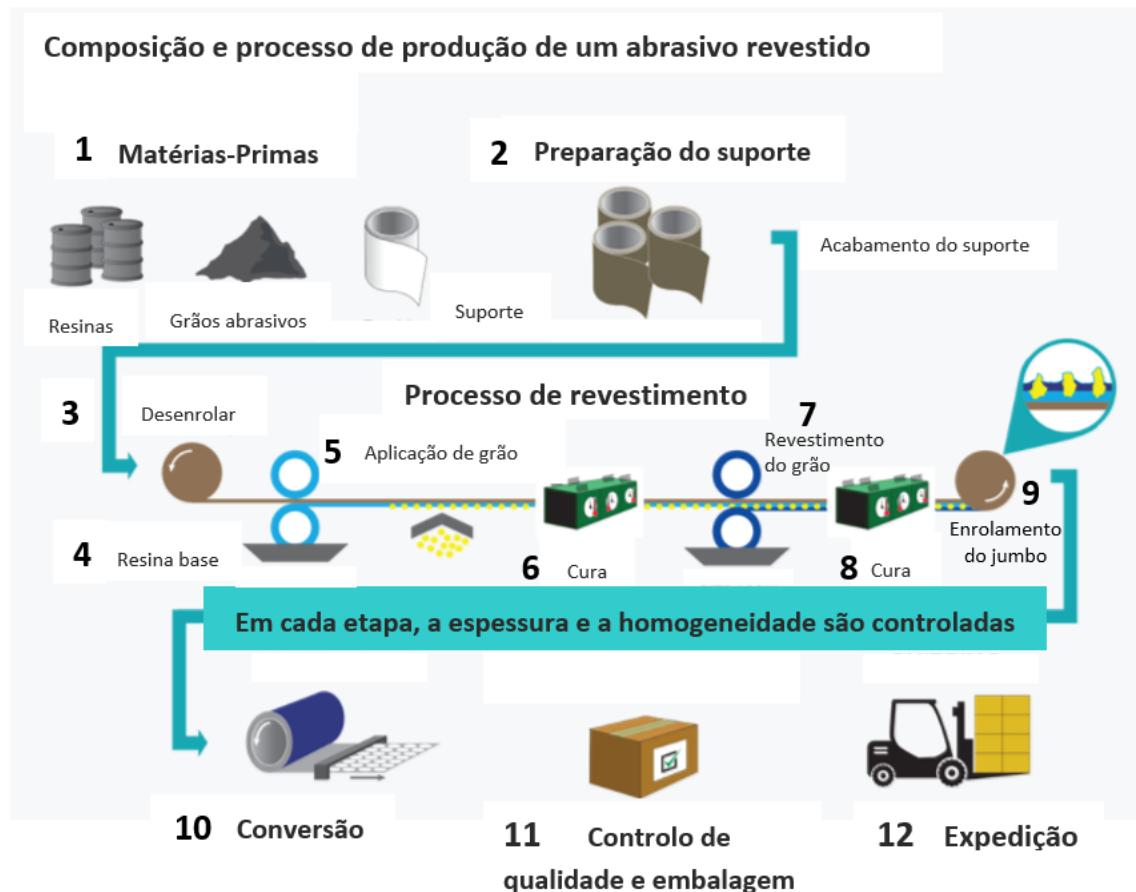 Composição e processo de produção de um abrasivo revestido
1 Matérias-Primas
2 Preparação do suporte
Resinas
Grãos abrasivos
Suporte
Acabamento do suporte
3 Desenrolar
Processo de revestimento
4 Resina base
5 Aplicação de grão
6 Cura
7 Revestimento
do grão
8 Cura
9 Enrolamento
do jumbo
Em cada etapa, a espessura e a homogeneidade são controladas
10 Conversão
11 Controlo de
qualidade e embalagem
12 Expedição